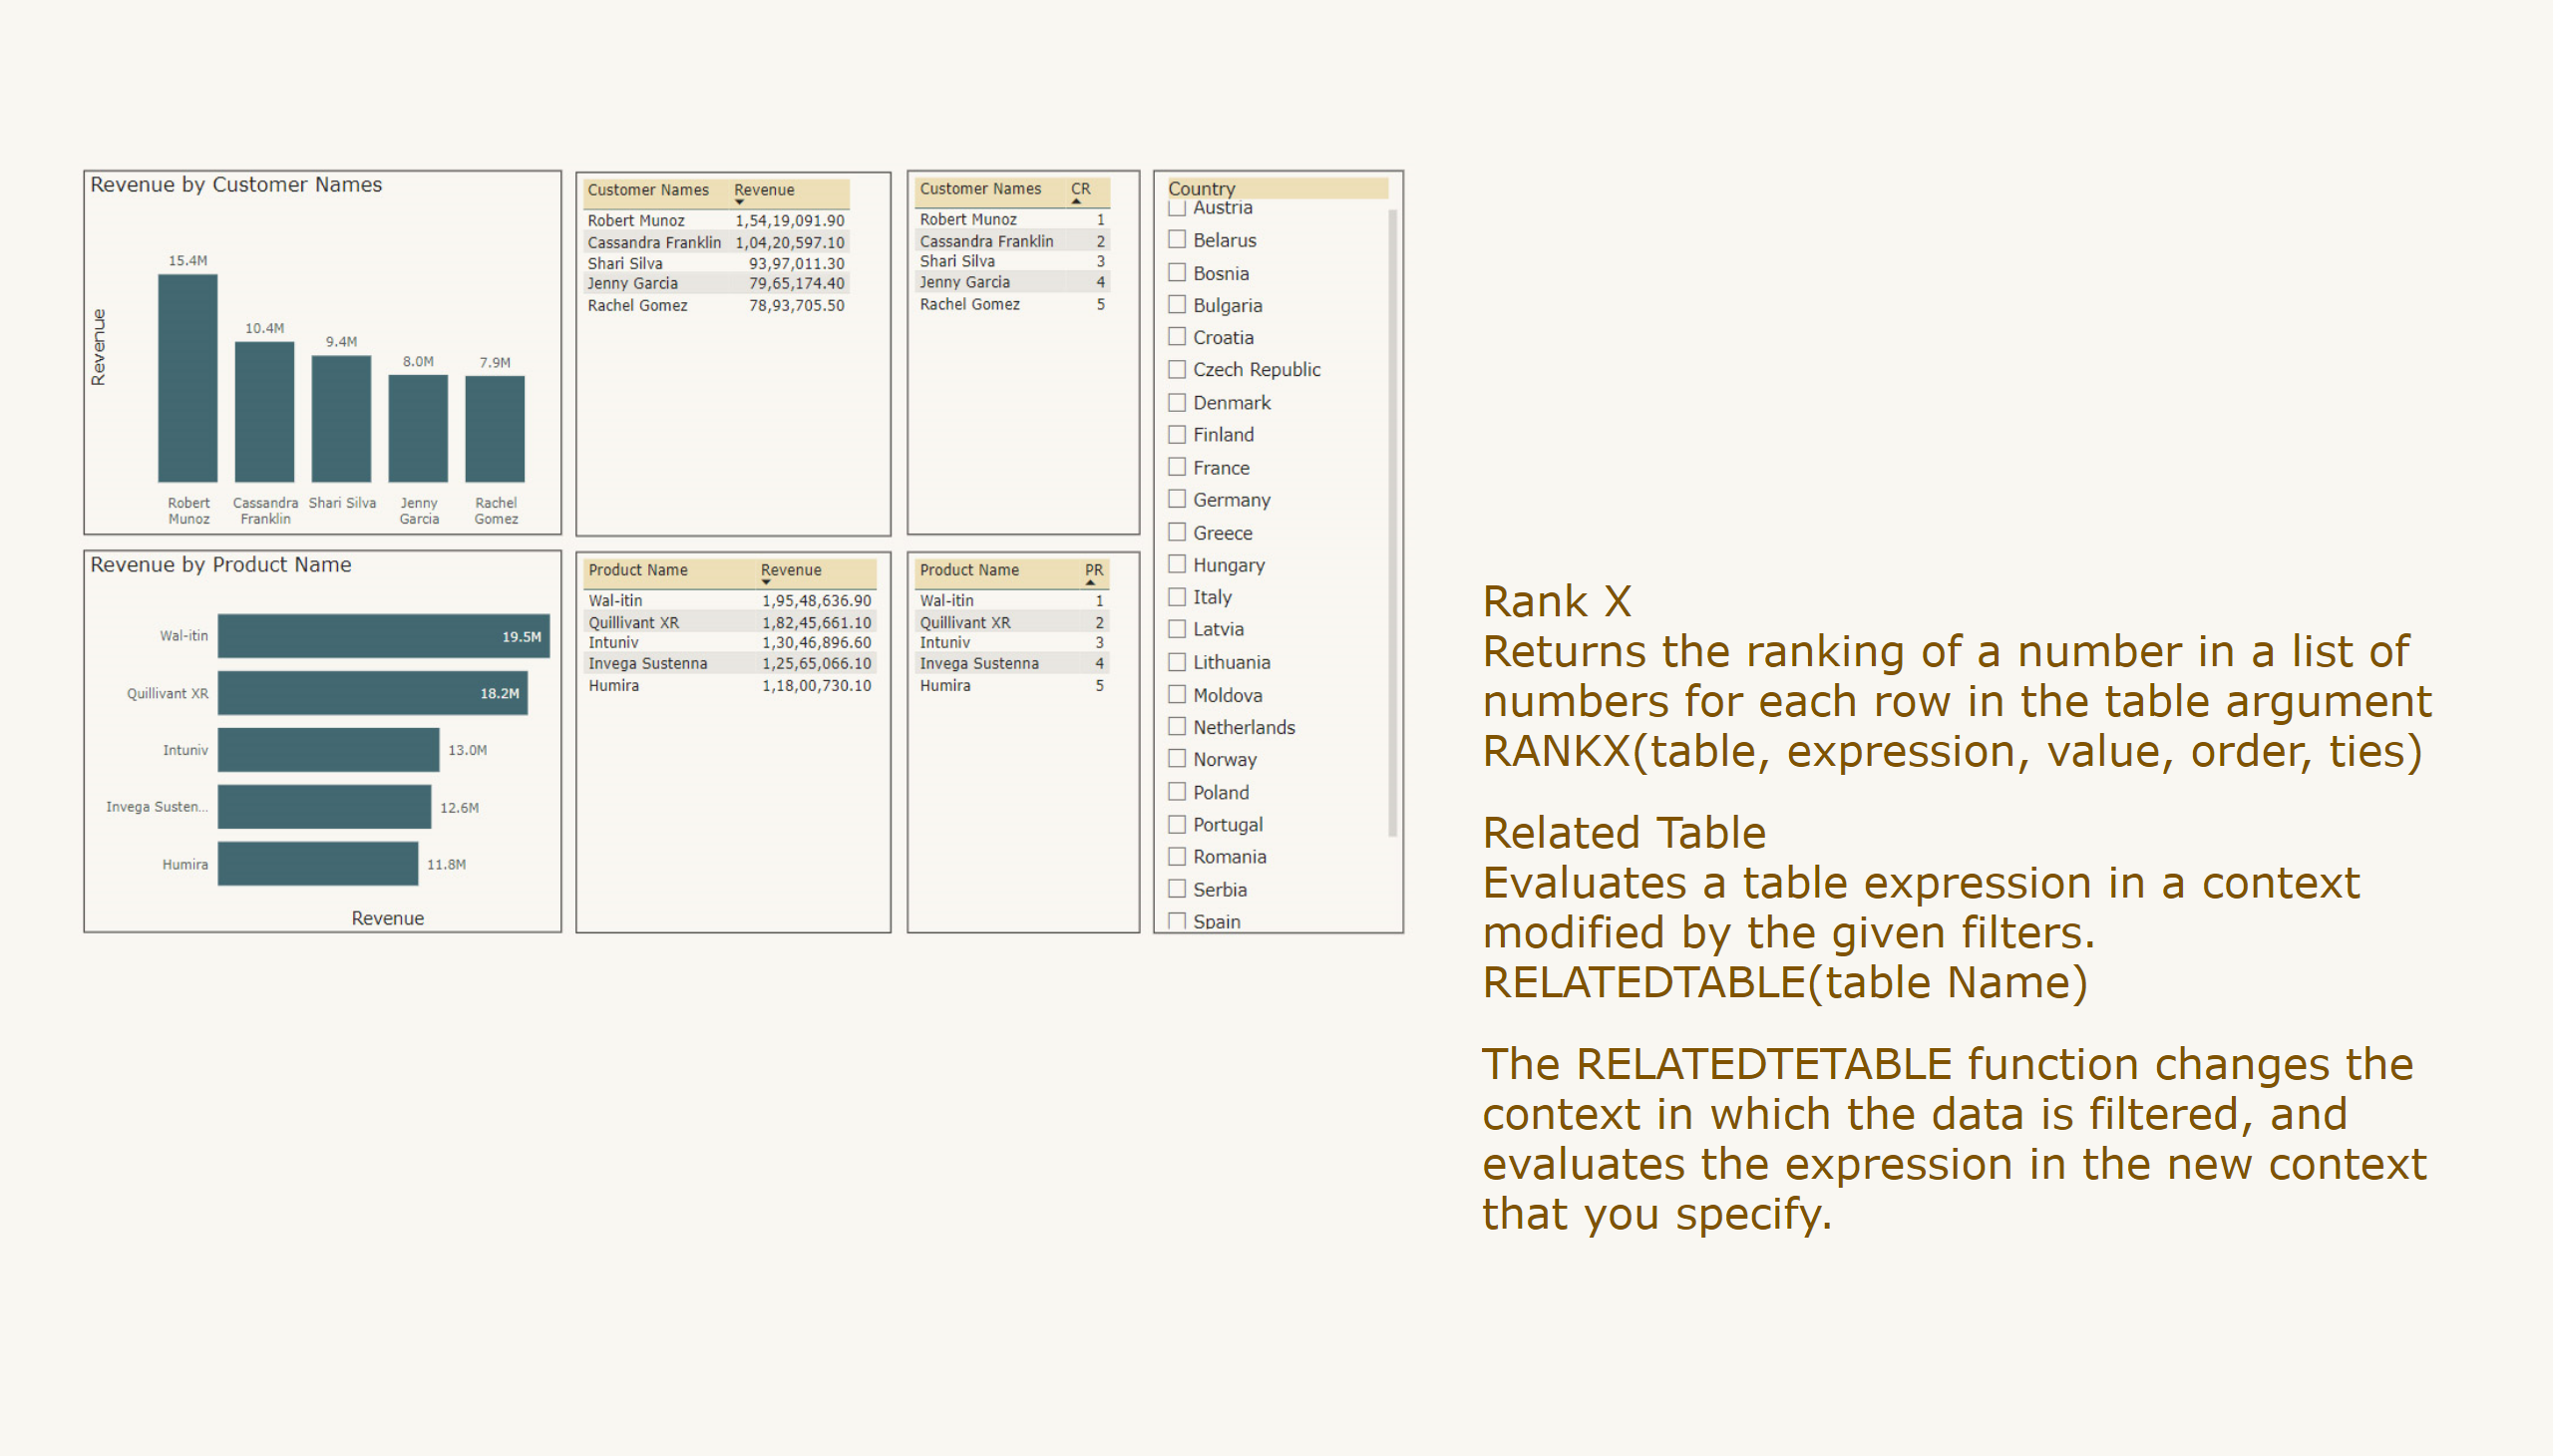 Revenue by Customer Names
Revenue
15.4M
10.4M
9.4M
8.0M
7.9M
Robert Munoz
Cassandra Franklin
Shari Silva
Jenny Garcia
Rachel Gomez
Customer Names Revenue
Robert Munoz 1,54,19,091.90
Cassandra Franklin 1,04,20,597.10
Shari Silva 93,97,011.30
Jenny Garcia 79,65,174.40
Rachel Gomez 78,93,705.50
Customer Names CR
Robert Munoz 1
Cassandra Franklin 2
Shari Silva 3
Jenny Garcia 4
Rachel Gomez 5
Country
Austria
Belarus
Bosnia
Bulgaria
Croatia
Czech Republic
Denmark
Finland
France
Germany
Greece
Hungary
Italy
Latvia
Lithuania
Moldova
Netherlands
Norway
Poland
Portugal
Romania
Serbia
Spain
Revenue by Product Name
Wal-itin 19.5M
Quillivant XR 18.2M
Intuniv 13.0M
Invega Susten... 12.6M
Humira 11.8M
Revenue
Product Name Revenue
Wal-itin 1,95,48,636.90
Quillivant XR 1,82,45,661.10
Intuniv 1,30,46,896.60
Invega Sustenna 1,25,65,066.10
Humira 1,18,00,730.10
Product Name PR
Wal-itin 1
Quillivant XR 2
Intuniv 3
Invega Sustenna 4
Humira 5
Rank X
Returns the ranking of a number in a list of
numbers for each row in the table argument
RANKX(table, expression, value, order, ties)
Related Table
Evaluates a table expression in a context
modified by the given filters.
RELATEDTABLE(table Name)
The RELATEDTETABLE function changes the
context in which the data is filtered, and
evaluates the expression in the new context
that you specify.